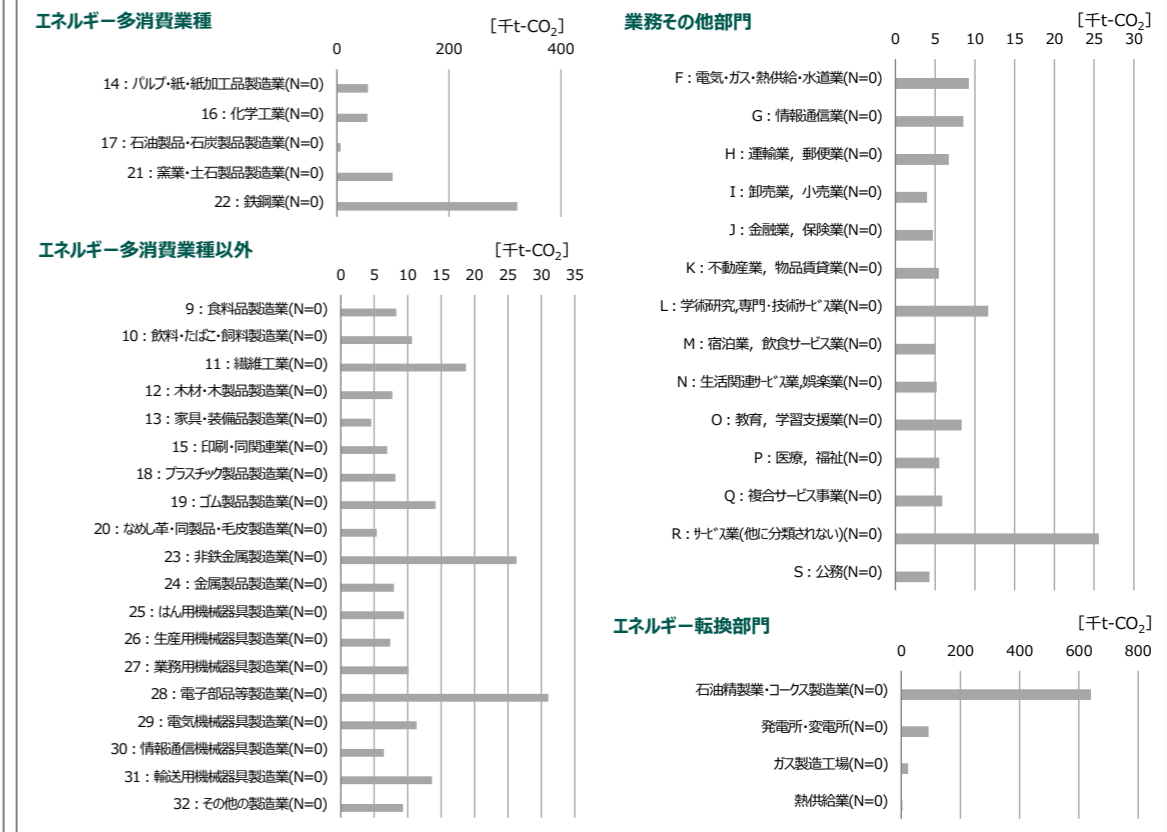 エネルギー多消費業種
[千t-CO₂]
0 200 400
14：パルプ・紙・紙加工品製造業(N=0)
16：化学工業(N=0)
17：石油製品・石炭製品製造業(N=0)
21：窯業・土石製品製造業(N=0)
22：鉄鋼業(N=0)
エネルギー多消費業種以外
[千t-CO₂]
0 5 10 15 20 25 30 35
9：食料品製造業(N=0)
10：飲料・たばこ・飼料製造業(N=0)
11：繊維工業(N=0)
12：木材・木製品製造業(N=0)
13：家具・装備品製造業(N=0)
15：印刷・同関連業(N=0)
18：プラスチック製品製造業(N=0)
19：ゴム製品製造業(N=0)
20：なめし革・同製品・毛皮製造業(N=0)
23：非鉄金属製造業(N=0)
24：金属製品製造業(N=0)
25：はん用機械器具製造業(N=0)
26：生産用機械器具製造業(N=0)
27：業務用機械器具製造業(N=0)
28：電子部品等製造業(N=0)
29：電気機械器具製造業(N=0)
30：情報通信機械器具製造業(N=0)
31：輸送用機械器具製造業(N=0)
32：その他の製造業(N=0)
業務その他部門
[千t-CO₂]
0 5 10 15 20 25 30
F：電気・ガス・熱供給・水道業(N=0)
G：情報通信業(N=0)
H：運輸業，郵便業(N=0)
I：卸売業，小売業(N=0)
J：金融業，保険業(N=0)
K：不動産業，物品賃貸業(N=0)
L：学術研究,専門・技術サービス業(N=0)
M：宿泊業，飲食サービス業(N=0)
N：生活関連サービス業,娯楽業(N=0)
O：教育，学習支援業(N=0)
P：医療，福祉(N=0)
Q：複合サービス事業(N=0)
R：サービス業(他に分類されない)(N=0)
S：公務(N=0)
エネルギー転換部門
[千t-CO₂]
0 200 400 600 800
石油精製業・コークス製造業(N=0)
発電所・変電所(N=0)
ガス製造工場(N=0)
熱供給業(N=0)